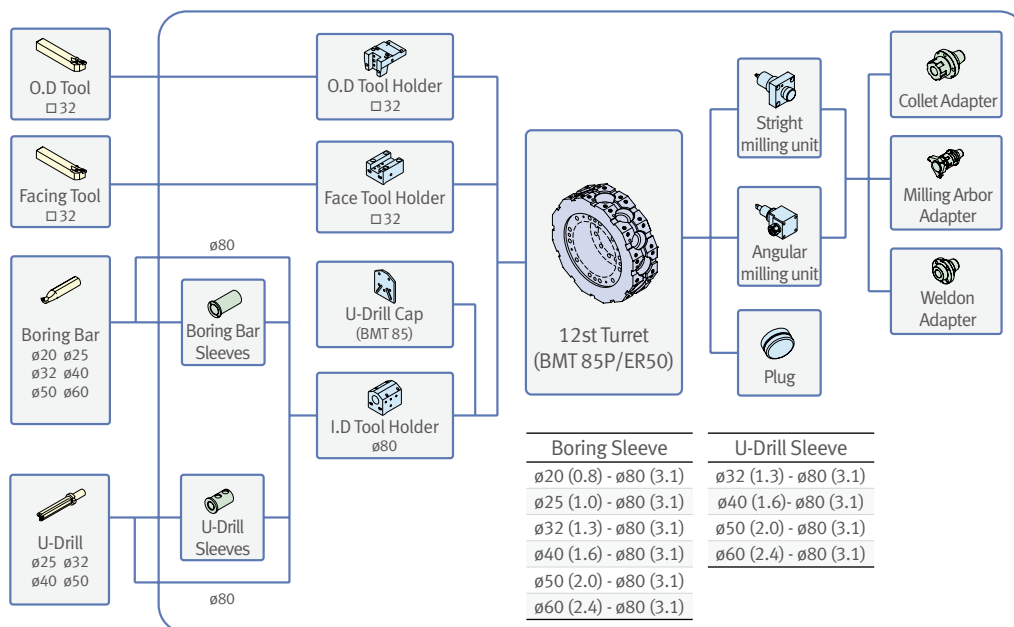 O.D Tool
□ 32
Facing Tool
□ 32
ø80
Boring Bar
ø20 ø25
ø32 ø40
ø50 ø60
Boring Bar
Sleeves
U-Drill
ø25 ø32
ø40 ø50
U-Drill
Sleeves
ø80
O.D Tool Holder
□ 32
Face Tool Holder
□ 32
U-Drill Cap
(BMT 85)
I.D Tool Holder
ø80
12st Turret
(BMT 85P/ER50)
Stright
milling unit
Angular
milling unit
Plug
Collet Adapter
Milling Arbor
Adapter
Weldon
Adapter
Boring Sleeve
ø20 (0.8) - ø80 (3.1)
ø25 (1.0) - ø80 (3.1)
ø32 (1.3) - ø80 (3.1)
ø40 (1.6) - ø80 (3.1)
ø50 (2.0) - ø80 (3.1)
ø60 (2.4) - ø80 (3.1)
U-Drill Sleeve
ø32 (1.3) - ø80 (3.1)
ø40 (1.6)- ø80 (3.1)
ø50 (2.0) - ø80 (3.1)
ø60 (2.4) - ø80 (3.1)